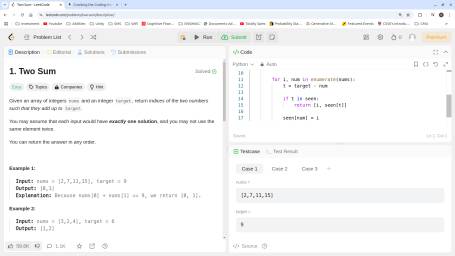 Two Sum - LeetCode
leetcode.com/problems/two-sum/description/
Problem List
Run
Submit
Premium
Description
Editorial
Solutions
Submissions
1. Two Sum
Solved
Easy
Topics
Companies
Hint
Given an array of integers nums and an integer target, return indices of the two numbers
such that they add up to target.
You may assume that each input would have exactly one solution, and you may not use the
same element twice.
You can return the answer in any order.
Example 1:
Input: nums = [2,7,11,15], target = 9
Output: [0,1]
Explanation: Because nums[0] + nums[1] == 9, we return [0, 1].
Example 2:
Input: nums = [3,2,4], target = 6
Output: [1,2]
Code
Python
Auto
10
11 for i, num in enumerate(nums):
12 t = target - num
13
14 if t in seen:
15 return [i, seen[t]]
16
17 seen[num] = i
Saved
Testcase
Test Result
Case 1
Case 2
Case 3
nums =
[2,7,11,15]
target =
9
Source